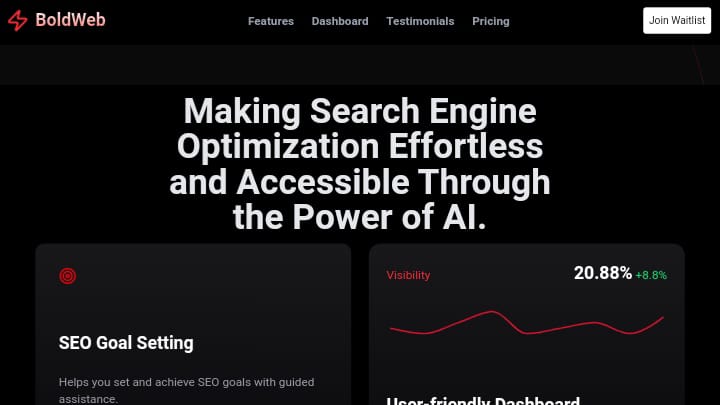 BoldWeb
Features
Dashboard
Testimonials
Pricing
Join Waitlist
Making Search Engine
Optimization Effortless
and Accessible Through
the Power of AI.
SEO Goal Setting
Helps you set and achieve SEO goals with guided
assistance.
Visibility
20.88% +8.8%
User-friendly Dashboard